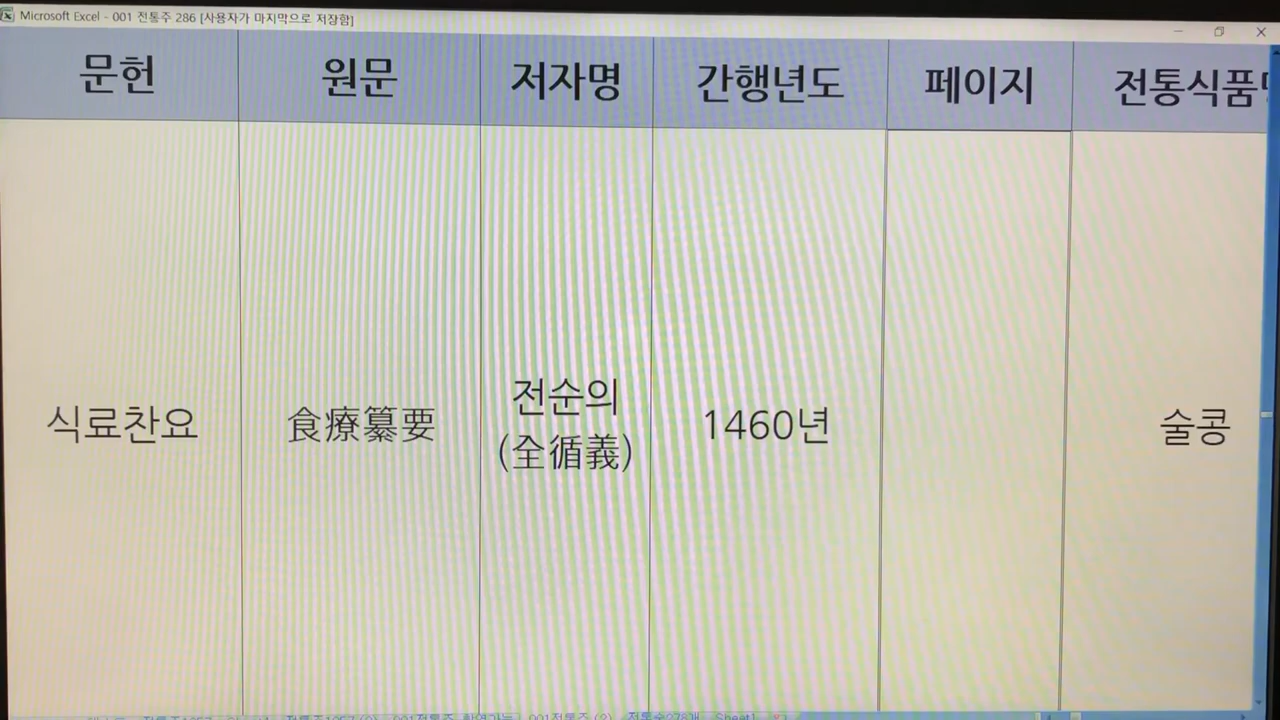 Microsoft Excel - 001 전통주 286 [사용자가 마지막으로 저장함]
문헌 원문 저자명 간행년도 페이지 전통식품명
식료찬요 食療纂要 전순의 (全循義) 1460년 술콩